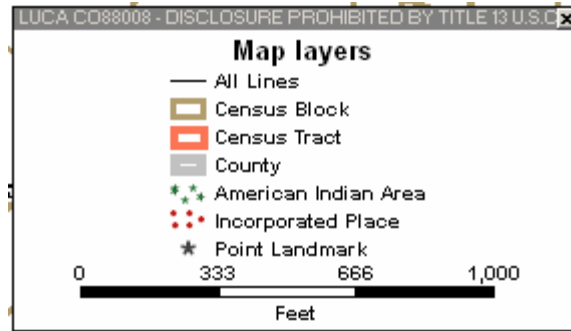 LUCA CO88008 - DISCLOSURE PROHIBITED BY TITLE 13 U.S.C
Map layers
All Lines
Census Block
Census Tract
County
American Indian Area
Incorporated Place
Point Landmark
0 333 666 1,000
Feet